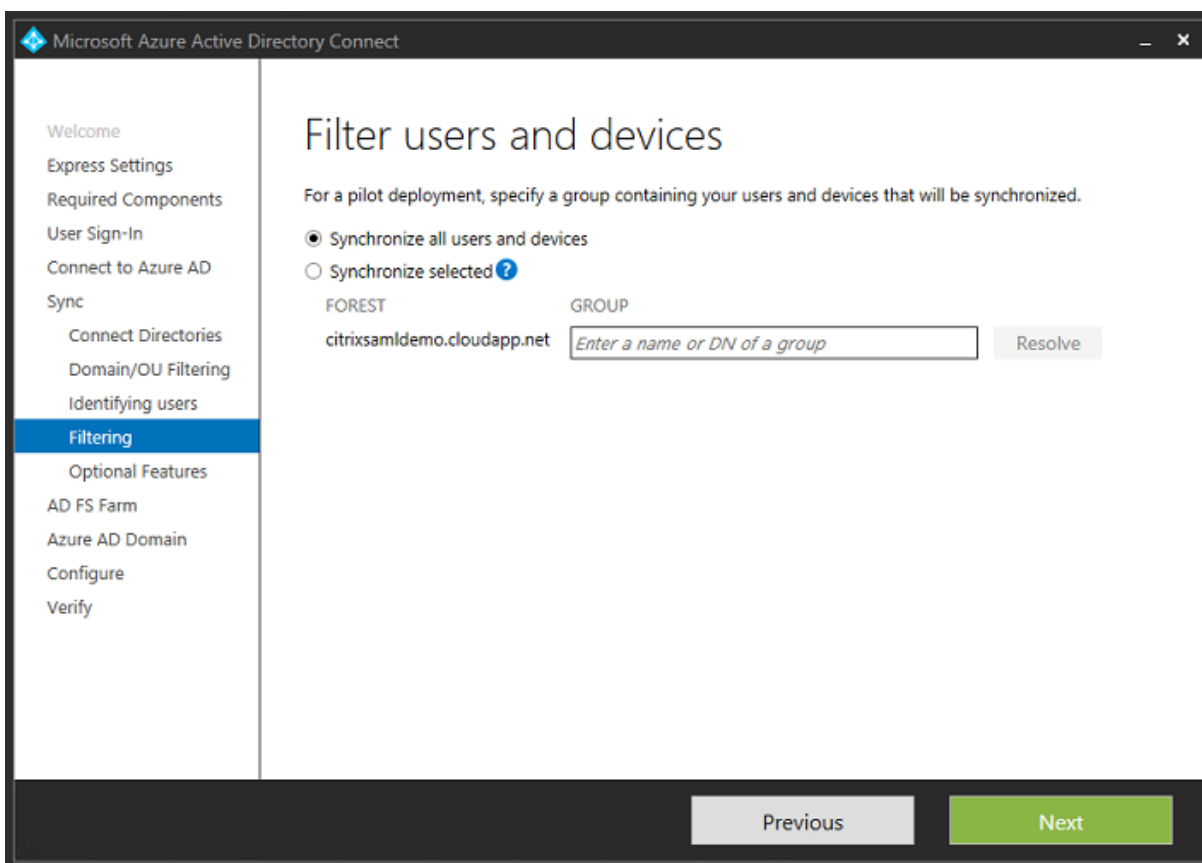 Microsoft Azure Active Directory Connect
Welcome
Express Settings
Required Components
User Sign-In
Connect to Azure AD
Sync
Connect Directories
Domain/OU Filtering
Identifying users
Filtering
Optional Features
AD FS Farm
Azure AD Domain
Configure
Verify
Filter users and devices
For a pilot deployment, specify a group containing your users and devices that will be synchronized.
Synchronize all users and devices
Synchronize selected ?
FOREST GROUP
citrixsamldemo.cloudapp.net Enter a name or DN of a group Resolve
Previous Next